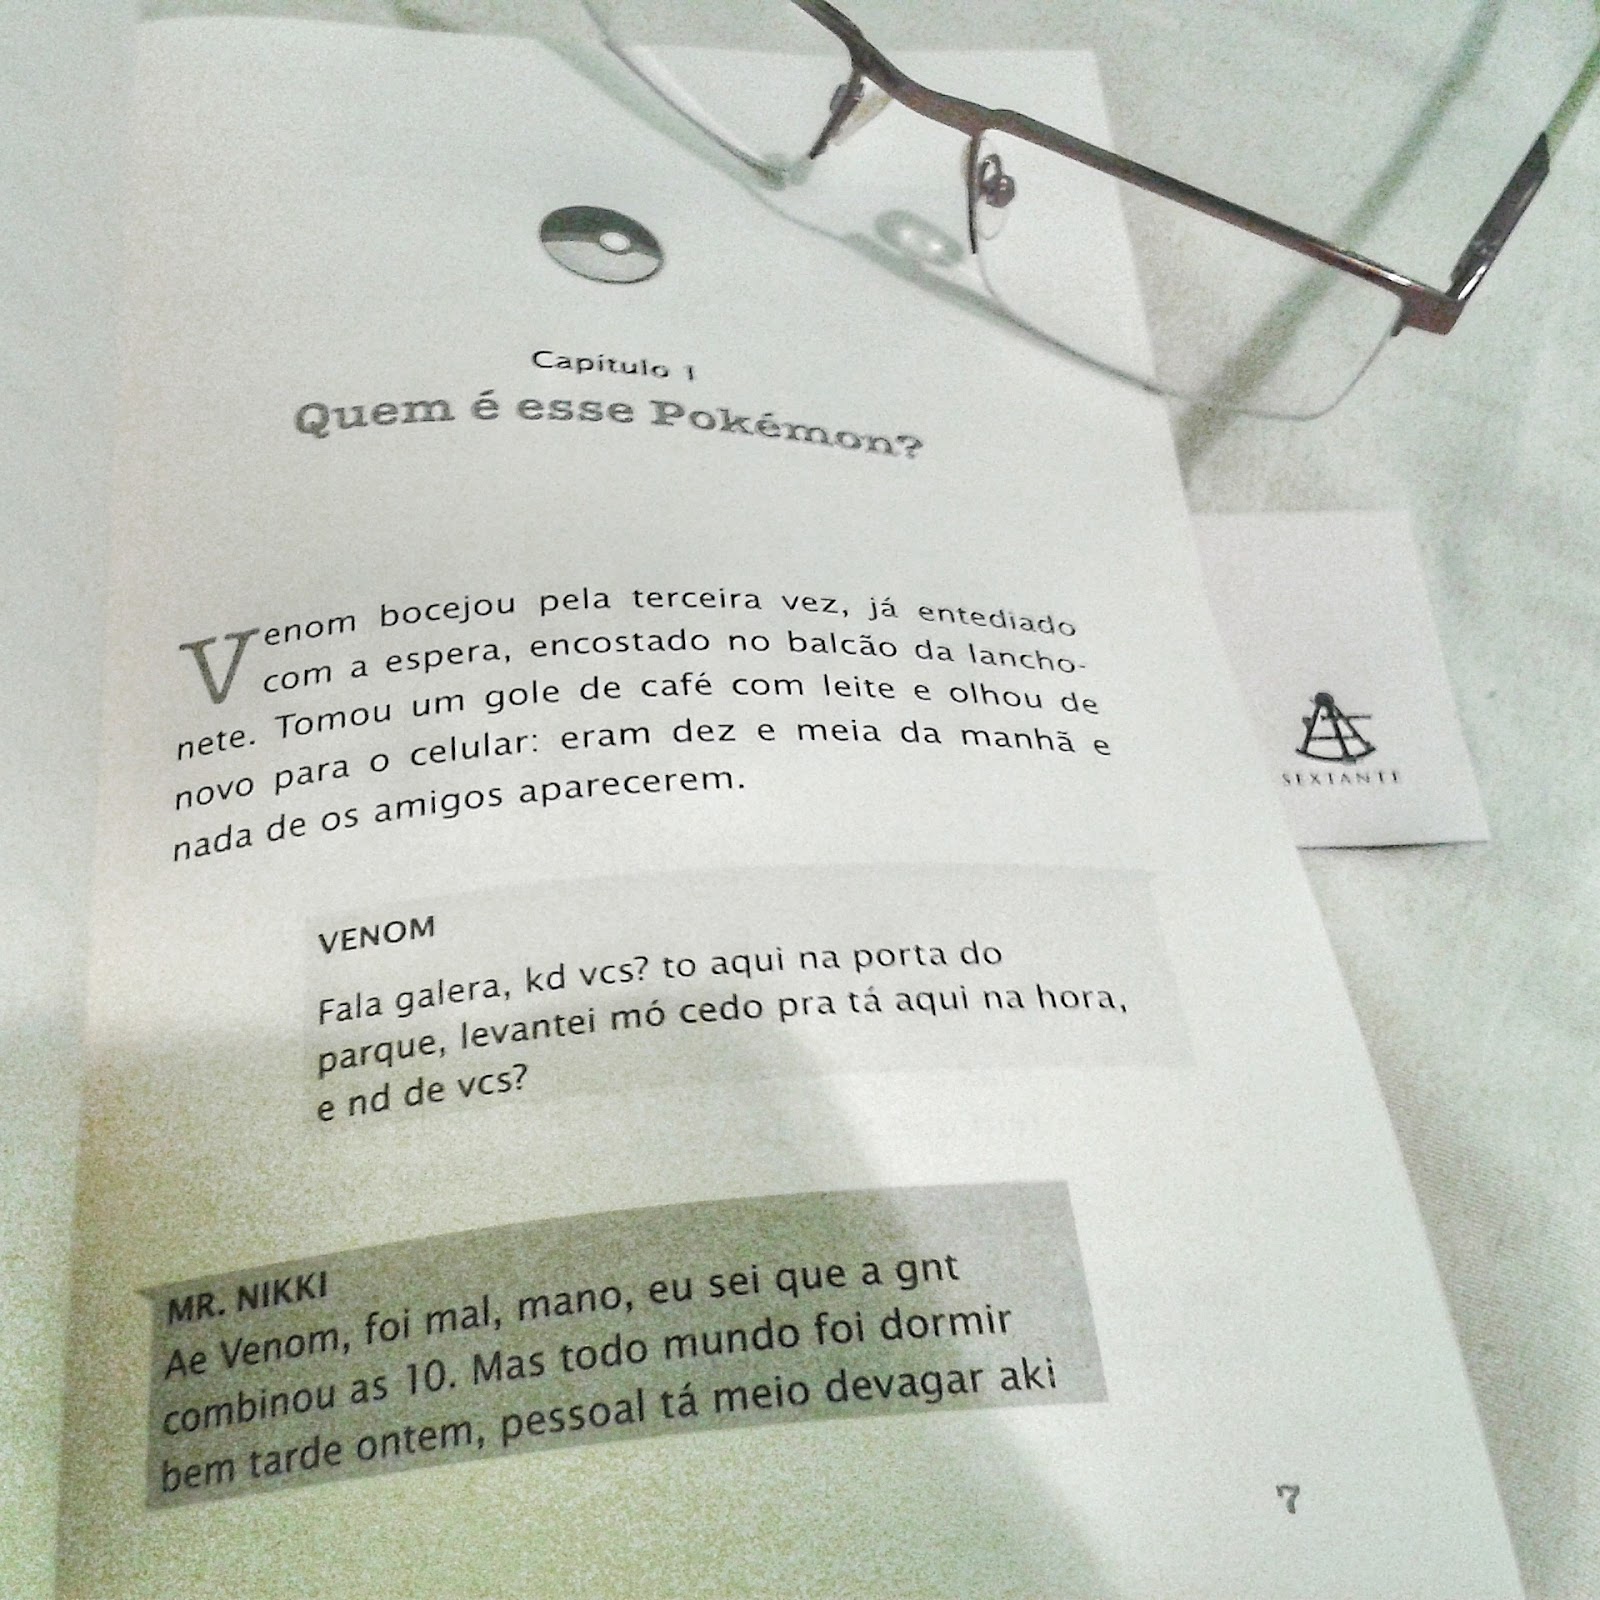 Capítulo 1
Quem é esse Pokémon?
Venom bocejou pela terceira vez, já entediado
com a espera, encostado no balcão da lancho-
nete. Tomou um gole de café com leite e olhou de
novo para o celular: eram dez e meia da manhã e
nada de os amigos aparecerem.
VENOM
Fala galera, kd vcs? to aqui na porta do
parque, levantei mó cedo pra tá aqui na hora,
e nd de vcs?
MR. NIKKI
Ae Venom, foi mal, mano, eu sei que a gnt
combinou as 10. Mas todo mundo foi dormir
bem tarde ontem, pessoal tá meio devagar aki
7
SEXTANTE